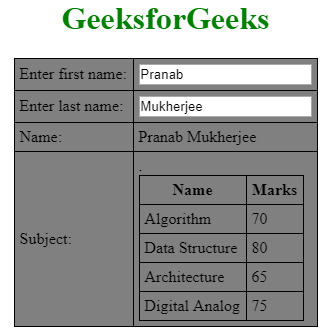 GeeksforGeeks
Enter first name: Pranab
Enter last name: Mukherjee
Name: Pranab Mukherjee
Subject:
.
Name Marks
Algorithm 70
Data Structure 80
Architecture 65
Digital Analog 75